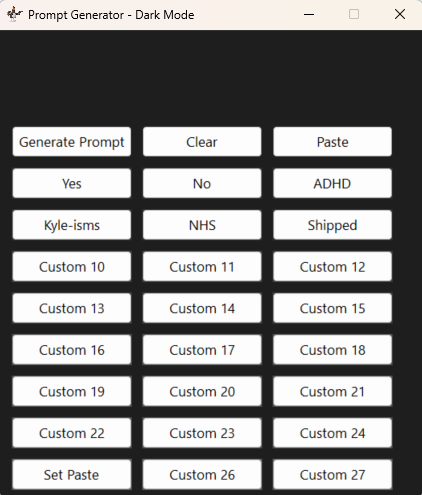 Prompt Generator - Dark Mode
Generate Prompt Clear Paste
Yes No ADHD
Kyle-isms NHS Shipped
Custom 10 Custom 11 Custom 12
Custom 13 Custom 14 Custom 15
Custom 16 Custom 17 Custom 18
Custom 19 Custom 20 Custom 21
Custom 22 Custom 23 Custom 24
Set Paste Custom 26 Custom 27